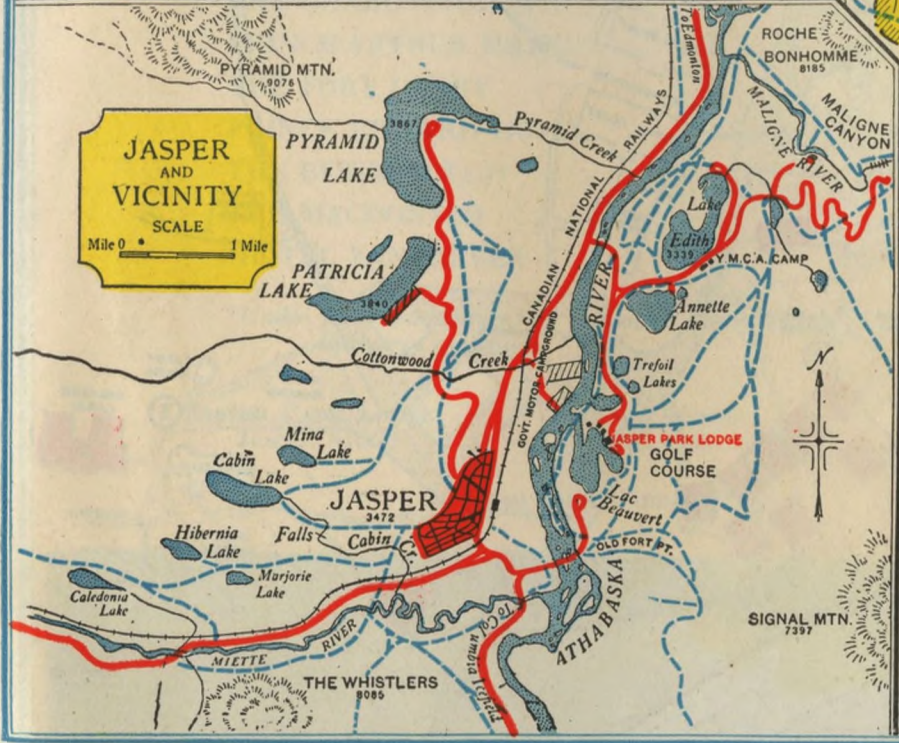 To Edmonton
ROCHE
BONHOMME
8185
PYRAMID MTN.
9076
MALIGNE
CANYON
MALIGNE RIVER
3867
PYRAMID
LAKE
Pyramid Creek
CANADIAN NATIONAL RAILWAYS
JASPER
AND
VICINITY
SCALE
Mile 0 1 Mile
Lake
Edith
3339
Y.M.C.A. CAMP
PATRICIA
LAKE
3840
RIVER
Annette
Lake
Cottonwood Creek
GOVT. MOTOR CAMPGROUND
Trefoil
Lakes
N
JASPER PARK LODGE
GOLF
COURSE
Mina
Lake
Cabin
Lake
Lac
Beauvert
JASPER
3472
Hibernia
Lake
Falls
Cabin Cr.
OLD FORT PT.
Marjorie
Lake
Caledonia
Lake
ATHABASKA
To Columbia Icefield
SIGNAL MTN.
7397
MIETTE RIVER
THE WHISTLERS
8085